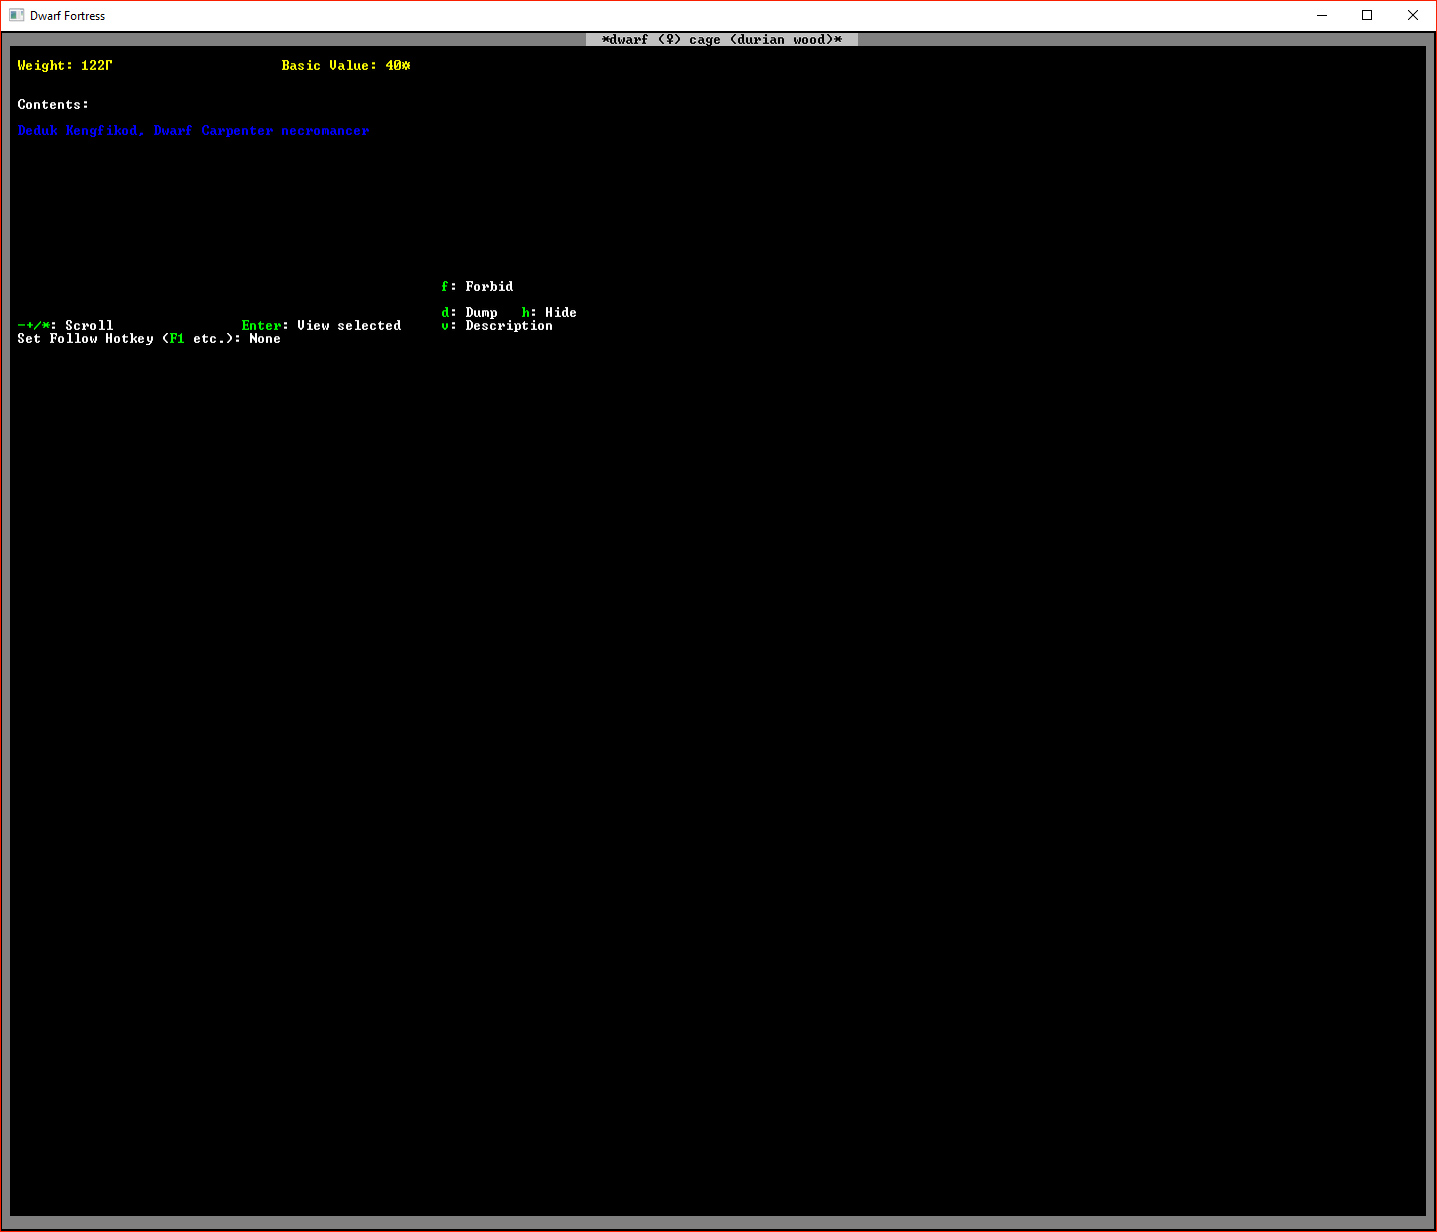 Dwarf Fortress
*dwarf (♀) cage (durian wood)*
Weight: 122Γ Basic Value: 40☼
Contents:
Deduk Kengfikod, Dwarf Carpenter necromancer
f: Forbid
d: Dump h: Hide
-+/*: Scroll Enter: View selected v: Description
Set Follow Hotkey (F1 etc.): None